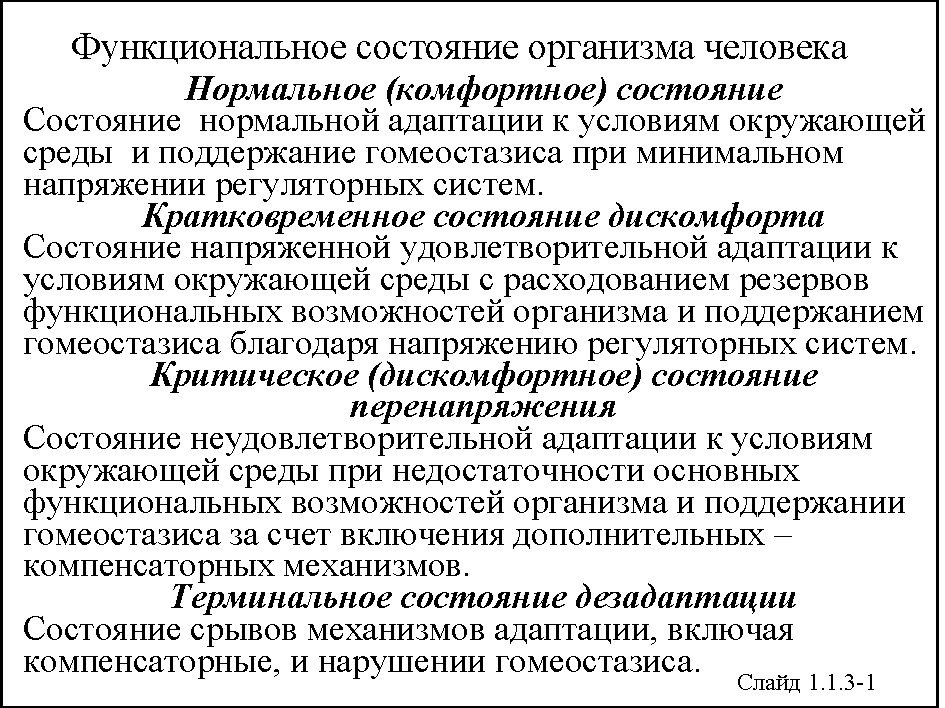 Функциональное состояние организма человека
Нормальное (комфортное) состояние
Состояние нормальной адаптации к условиям окружающей
среды и поддержание гомеостазиса при минимальном
напряжении регуляторных систем.
Кратковременное состояние дискомфорта
Состояние напряженной удовлетворительной адаптации к
условиям окружающей среды с расходованием резервов
функциональных возможностей организма и поддержанием
гомеостазиса благодаря напряжению регуляторных систем.
Критическое (дискомфортное) состояние
перенапряжения
Состояние неудовлетворительной адаптации к условиям
окружающей среды при недостаточности основных
функциональных возможностей организма и поддержании
гомеостазиса за счет включения дополнительных –
компенсаторных механизмов.
Терминальное состояние дезадаптации
Состояние срывов механизмов адаптации, включая
компенсаторные, и нарушении гомеостазиса.
Слайд 1.1.3-1